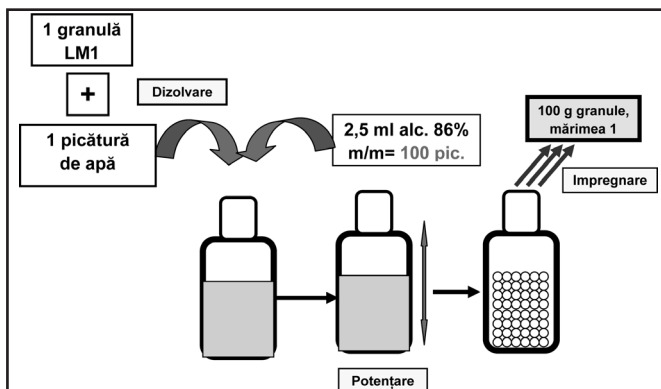 1 granulă
LM1
+
Dizolvare
1 picătură
de apă
2,5 ml alc. 86%
m/m= 100 pic.
100 g granule,
mărimea 1
Impregnare
Potențare